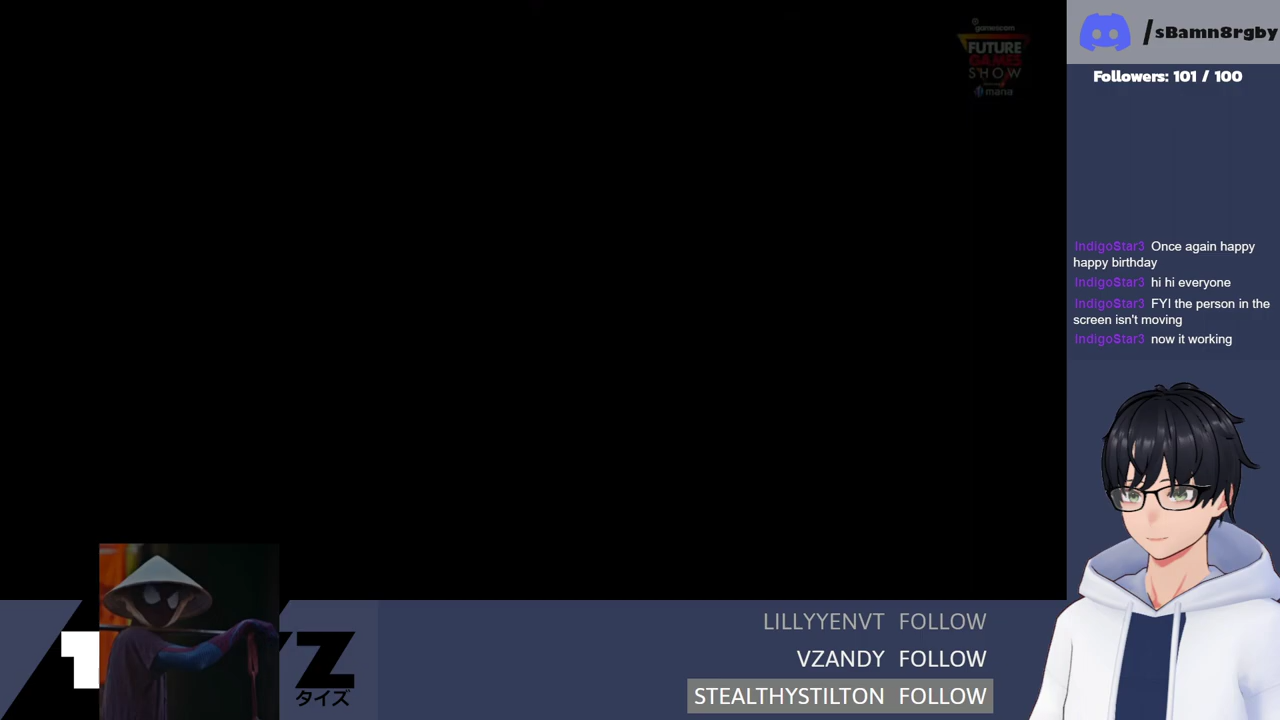 gamescom
FUTURE
GAMES
SHOW
mana
/sBamn8rgby
Followers: 101 / 100
IndigoStar3 Once again happy
happy birthday
IndigoStar3 hi hi everyone
IndigoStar3 FYI the person in the
screen isn't moving
IndigoStar3 now it working
LILLYYENVT FOLLOW
VZANDY FOLLOW
STEALTHYSTILTON FOLLOW
タイズ